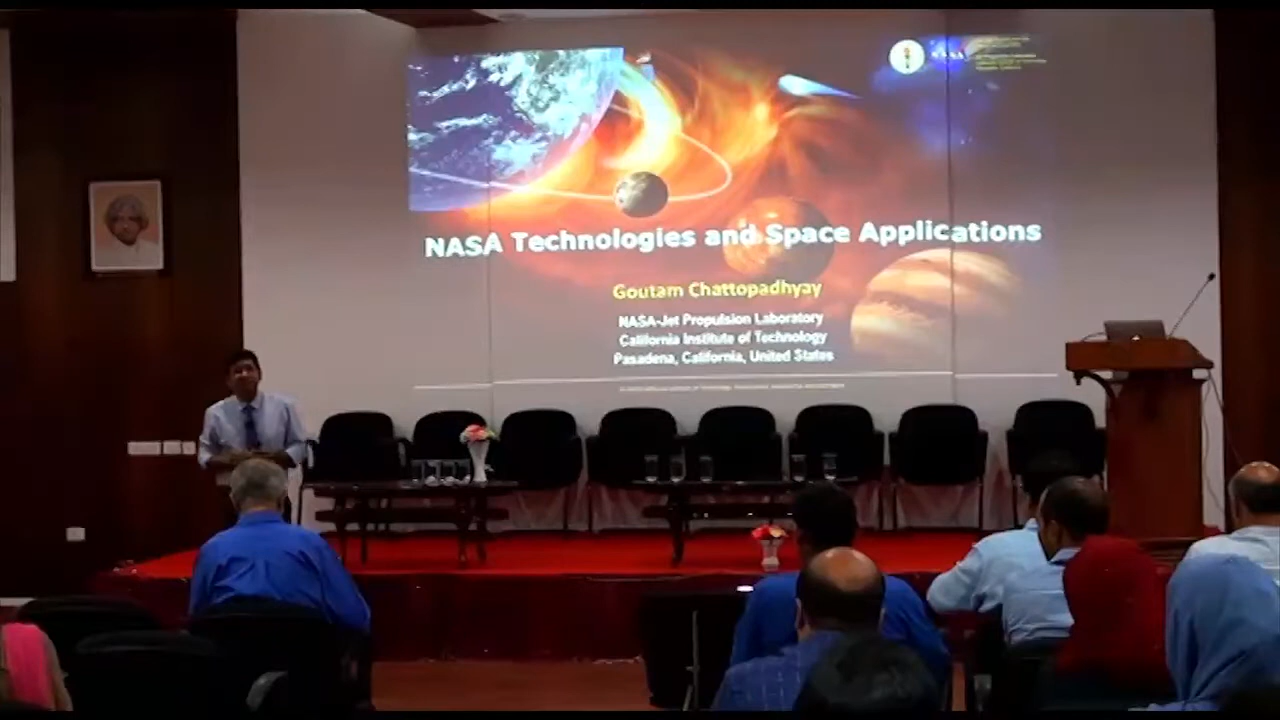 NASA
NASA Technologies and Space Applications
Goutam Chattopadhyay
NASA-Jet Propulsion Laboratory
California Institute of Technology
Pasadena, California, United States